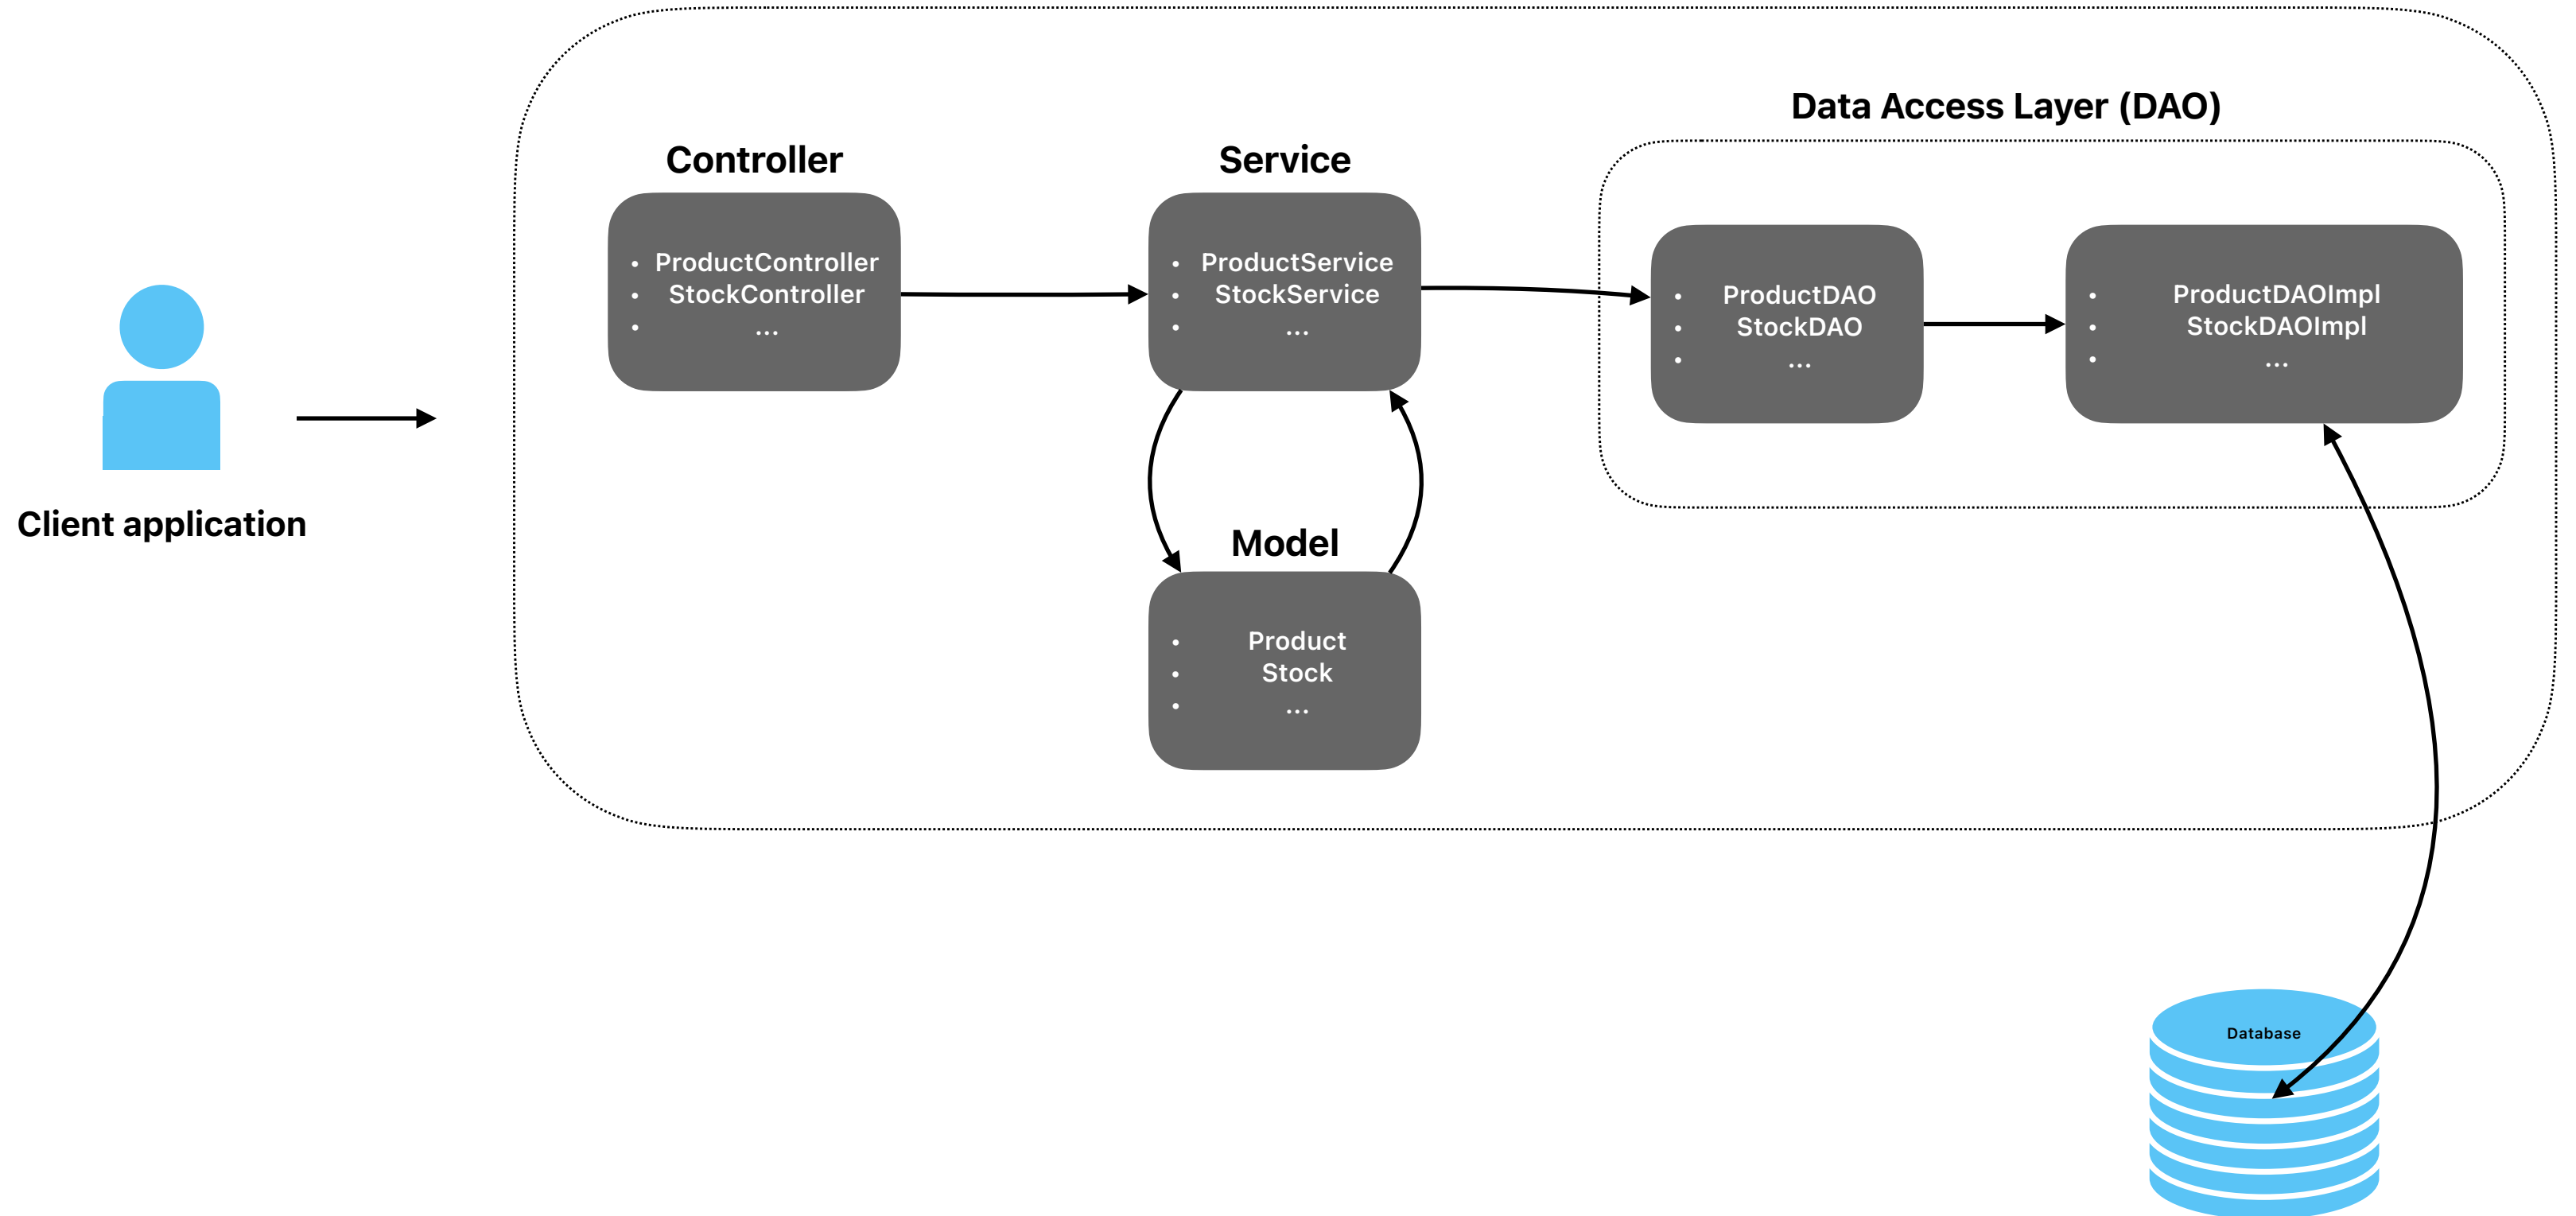 Data Access Layer (DAO)
Controller
Service
• ProductController
• StockController
• ...
• ProductService
• StockService
• ...
• ProductDAO
• StockDAO
• ...
• ProductDAOImpl
• StockDAOImpl
• ...
Client application
Model
• Product
• Stock
• ...
Database